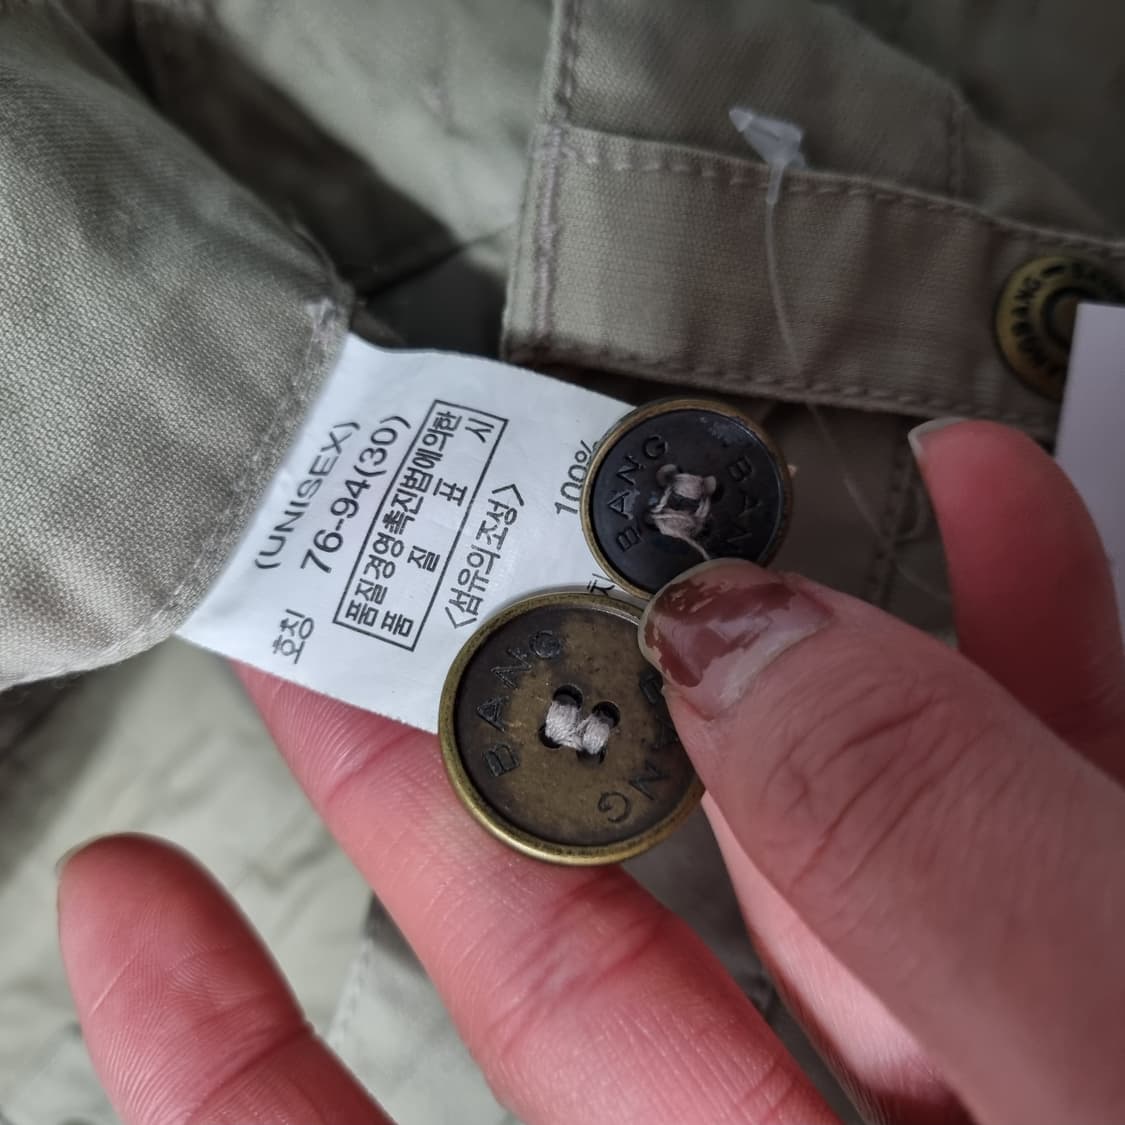 (UNISEX)
호칭 76-94(30)
품질경영촉진법에의한
품 질 표 시
<섬유의조성>
100%
BANG BAN
BANG BANG
BANG